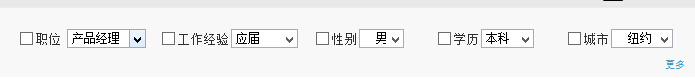 职位 产品经理 工作经验 应届 性别 男 学历 本科 城市 纽约
更多